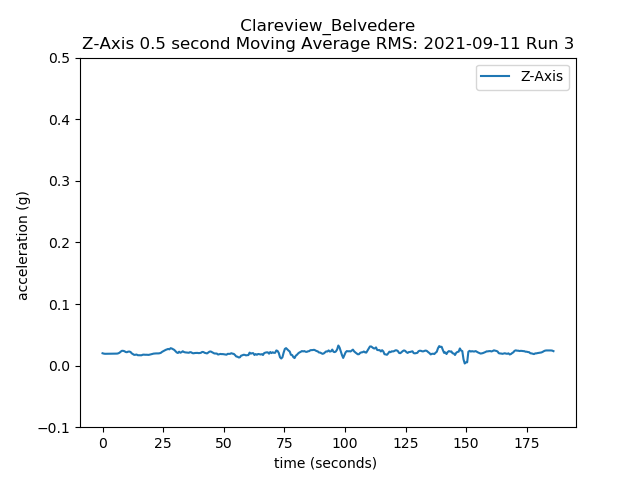 Clareview_Belvedere
Z-Axis 0.5 second Moving Average RMS: 2021-09-11 Run 3
Z-Axis
0.5
0.4
0.3
0.2
0.1
0.0
−0.1
acceleration (g)
0 25 50 75 100 125 150 175
time (seconds)